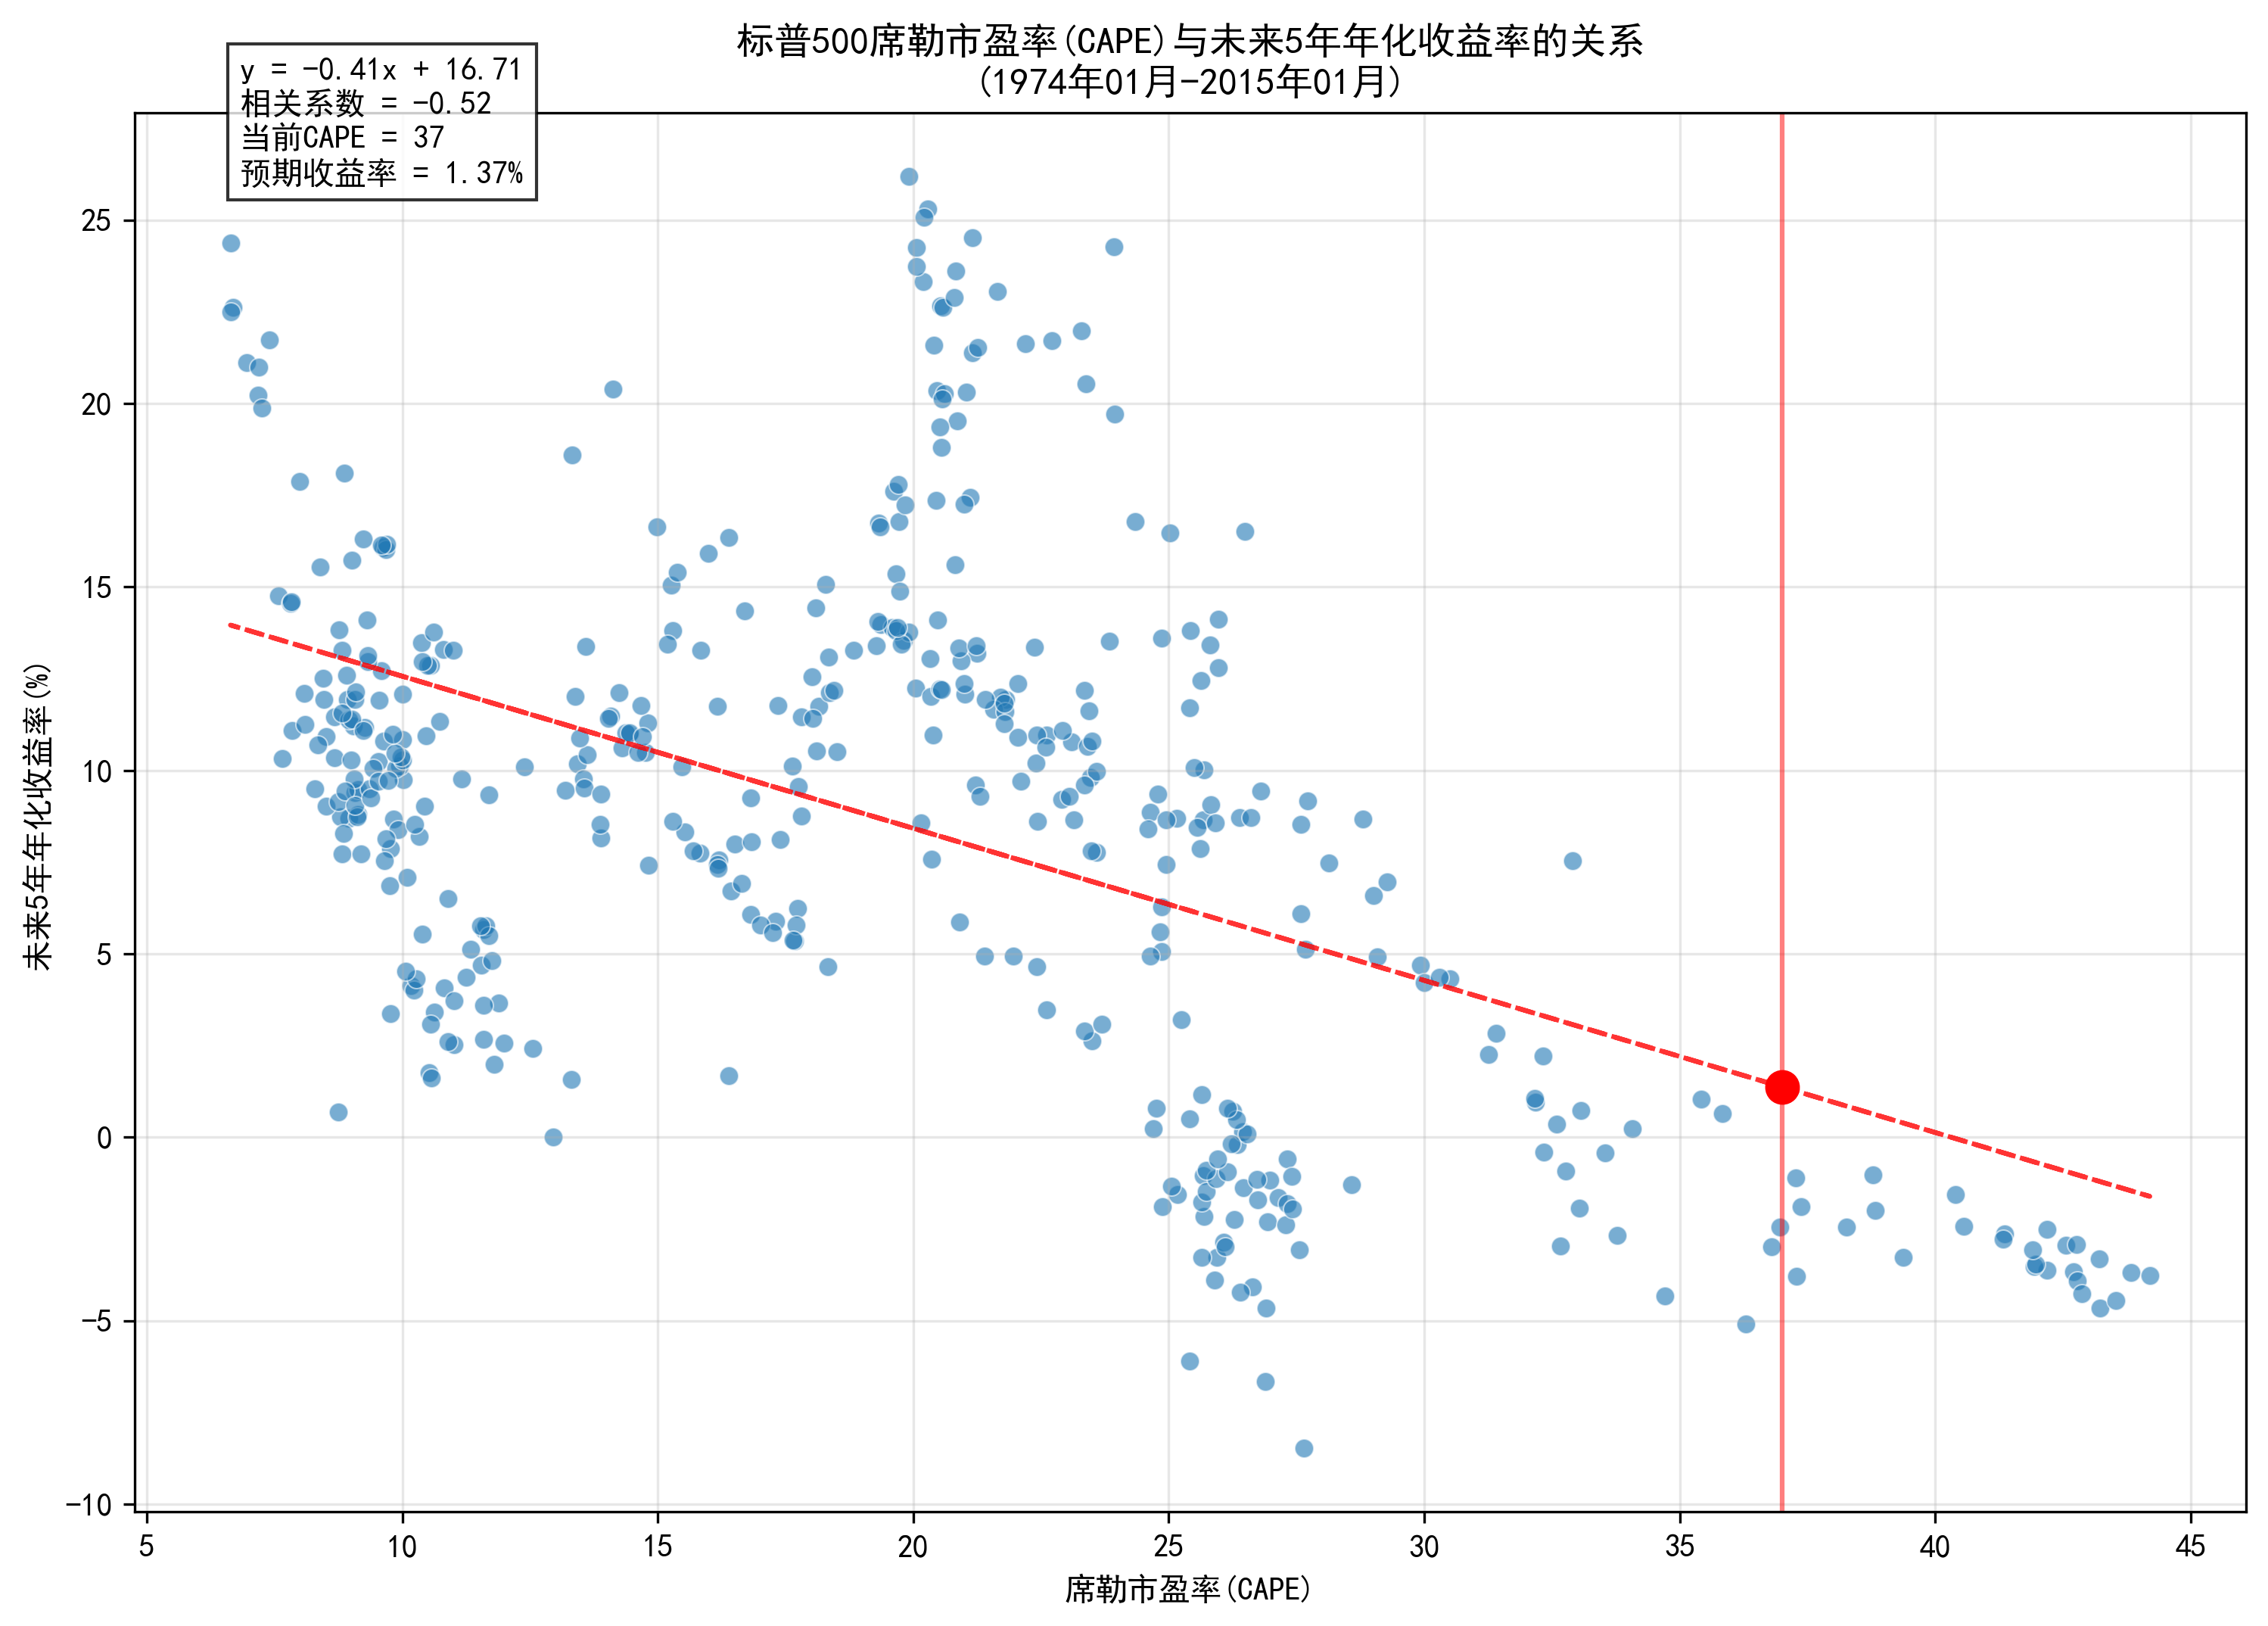 标普500席勒市盈率(CAPE)与未来5年年化收益率的关系
(1974年01月-2015年01月)
y = -0.41x + 16.71
相关系数 = -0.52
当前CAPE = 37
预期收益率 = 1.37%
未来5年年化收益率(%)
25
20
15
10
5
0
-5
-10
5 10 15 20 25 30 35 40 45
席勒市盈率(CAPE)